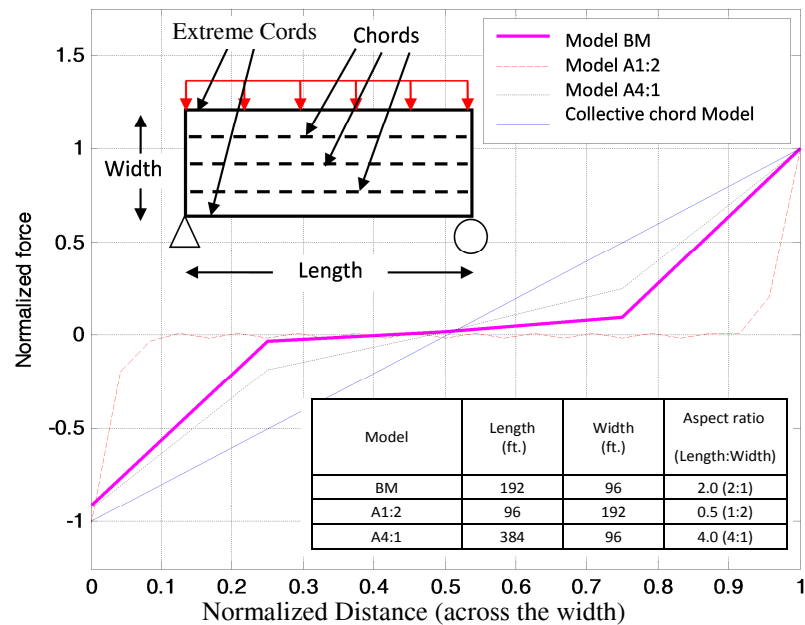 1.5
1
0.5
0
-0.5
-1
Normalized force
Extreme Cords
Chords
Width
Length
Model BM
Model A1:2
Model A4:1
Collective chord Model
Model Length (ft.) Width (ft.) Aspect ratio (Length:Width)
BM 192 96 2.0 (2:1)
A1:2 96 192 0.5 (1:2)
A4:1 384 96 4.0 (4:1)
0 0.1 0.2 0.3 0.4 0.5 0.6 0.7 0.8 0.9 1
Normalized Distance (across the width)